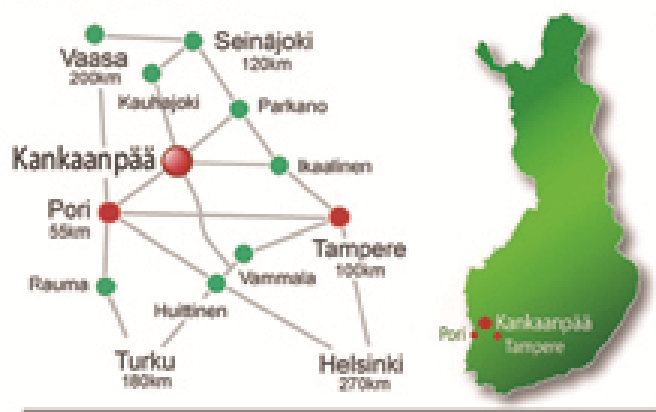 Vaasa
200km
Seinäjoki
120km
Kauhajoki
Parkano
Kankaanpää
Ikaalinen
Pori
55km
Tampere
100km
Rauma
Vammala
Huittinen
Turku
180km
Helsinki
270km
Kankaanpää
Pori
Tampere